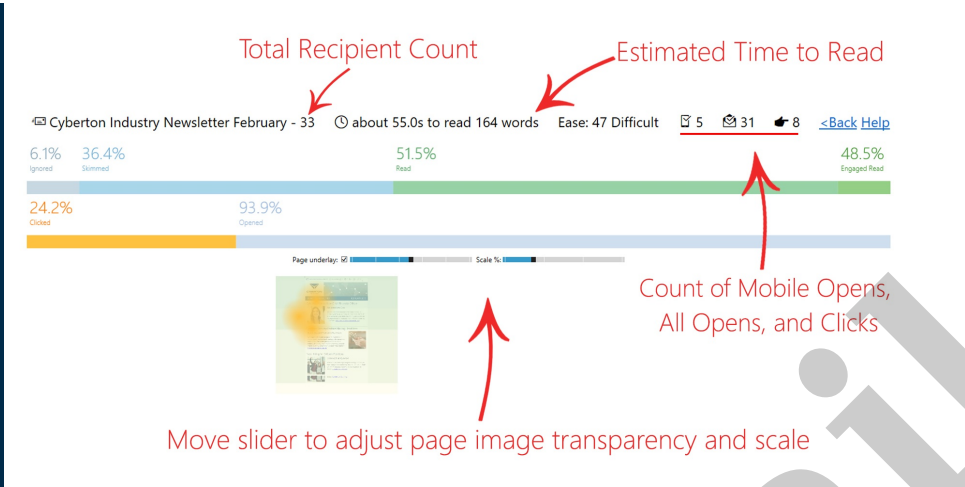 Total Recipient Count
Estimated Time to Read
Cyberton Industry Newsletter February - 33 about 55.0s to read 164 words Ease: 47 Difficult 5 31 8 <Back Help
6.1% 36.4% 51.5% 48.5%
Ignored Skimmed Read Engaged Read
24.2% 93.9%
Clicked Opened
Page underlay: Scale %:
Count of Mobile Opens,
All Opens, and Clicks
Move slider to adjust page image transparency and scale